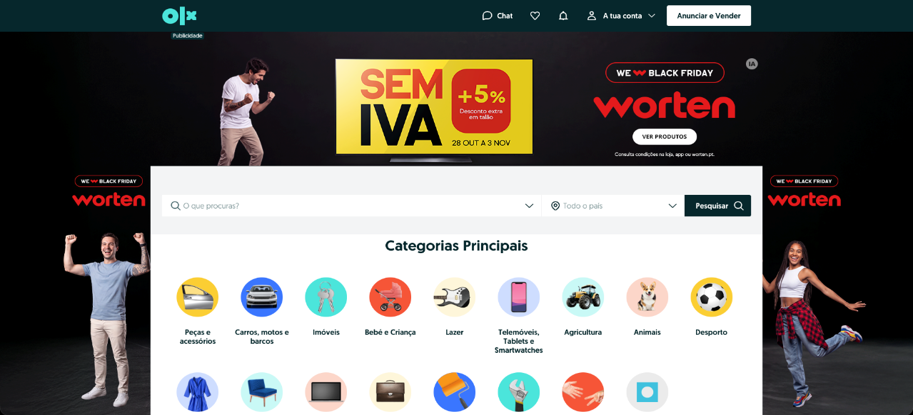 olx
Chat
A tua conta
Anunciar e Vender
Publicidade
SEM
IVA
+5%
Desconto extra
em talão
28 OUT A 3 NOV
WE BLACK FRIDAY
worten
VER PRODUTOS
Consulta condições na loja, app ou worten.pt.
IA
WE BLACK FRIDAY
worten
WE BLACK FRIDAY
worten
O que procuras?
Todo o país
Pesquisar
Categorias Principais
Peças e
acessórios
Carros, motos e
barcos
Imóveis
Bebé e Criança
Lazer
Telemóveis,
Tablets e
Smartwatches
Agricultura
Animais
Desporto